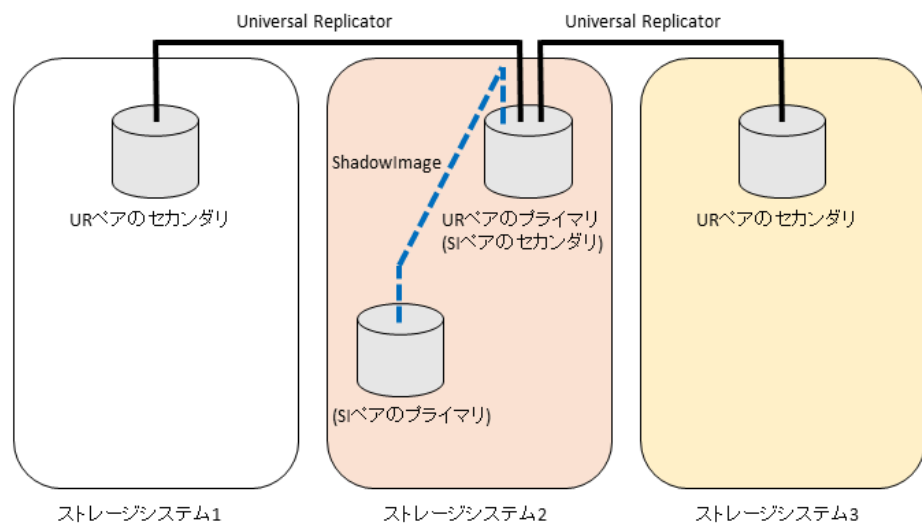 Universal Replicator
Universal Replicator
ShadowImage
URペアのセカンダリ
URペアのプライマリ
(SIペアのセカンダリ)
URペアのセカンダリ
(SIペアのプライマリ)
ストレージシステム1
ストレージシステム2
ストレージシステム3